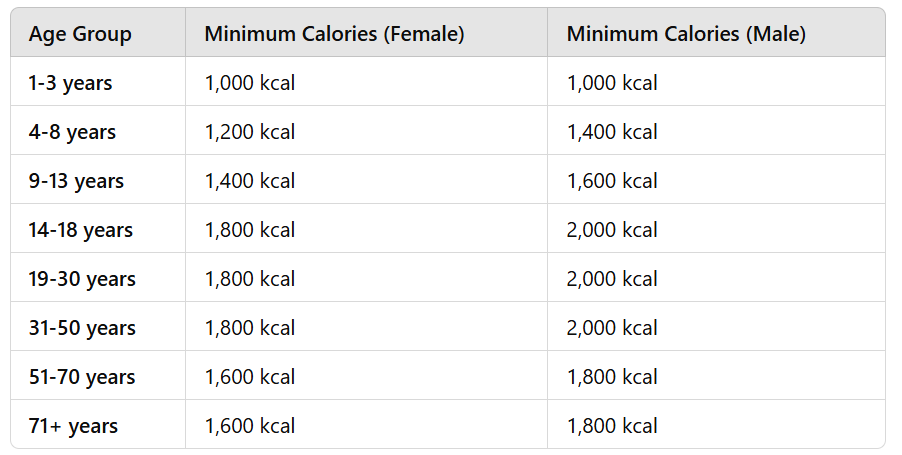 Age Group Minimum Calories (Female) Minimum Calories (Male)
1-3 years 1,000 kcal 1,000 kcal
4-8 years 1,200 kcal 1,400 kcal
9-13 years 1,400 kcal 1,600 kcal
14-18 years 1,800 kcal 2,000 kcal
19-30 years 1,800 kcal 2,000 kcal
31-50 years 1,800 kcal 2,000 kcal
51-70 years 1,600 kcal 1,800 kcal
71+ years 1,600 kcal 1,800 kcal